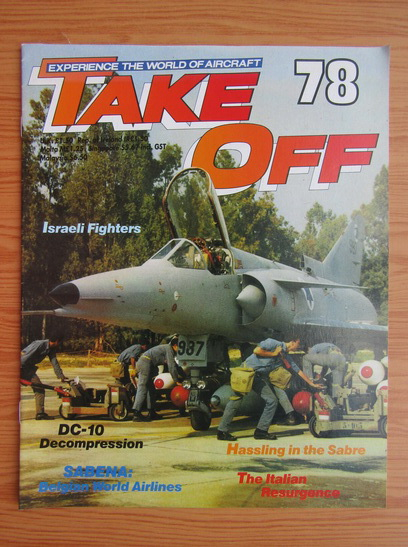 EXPERIENCE THE WORLD OF AIRCRAFT
TAKE OFF
78
Malaysia
Israeli Fighters
987
DC-10
Decompression
SABENA:
Belgian World Airlines
Hassling in the Sabre
The Italian
Resurgence